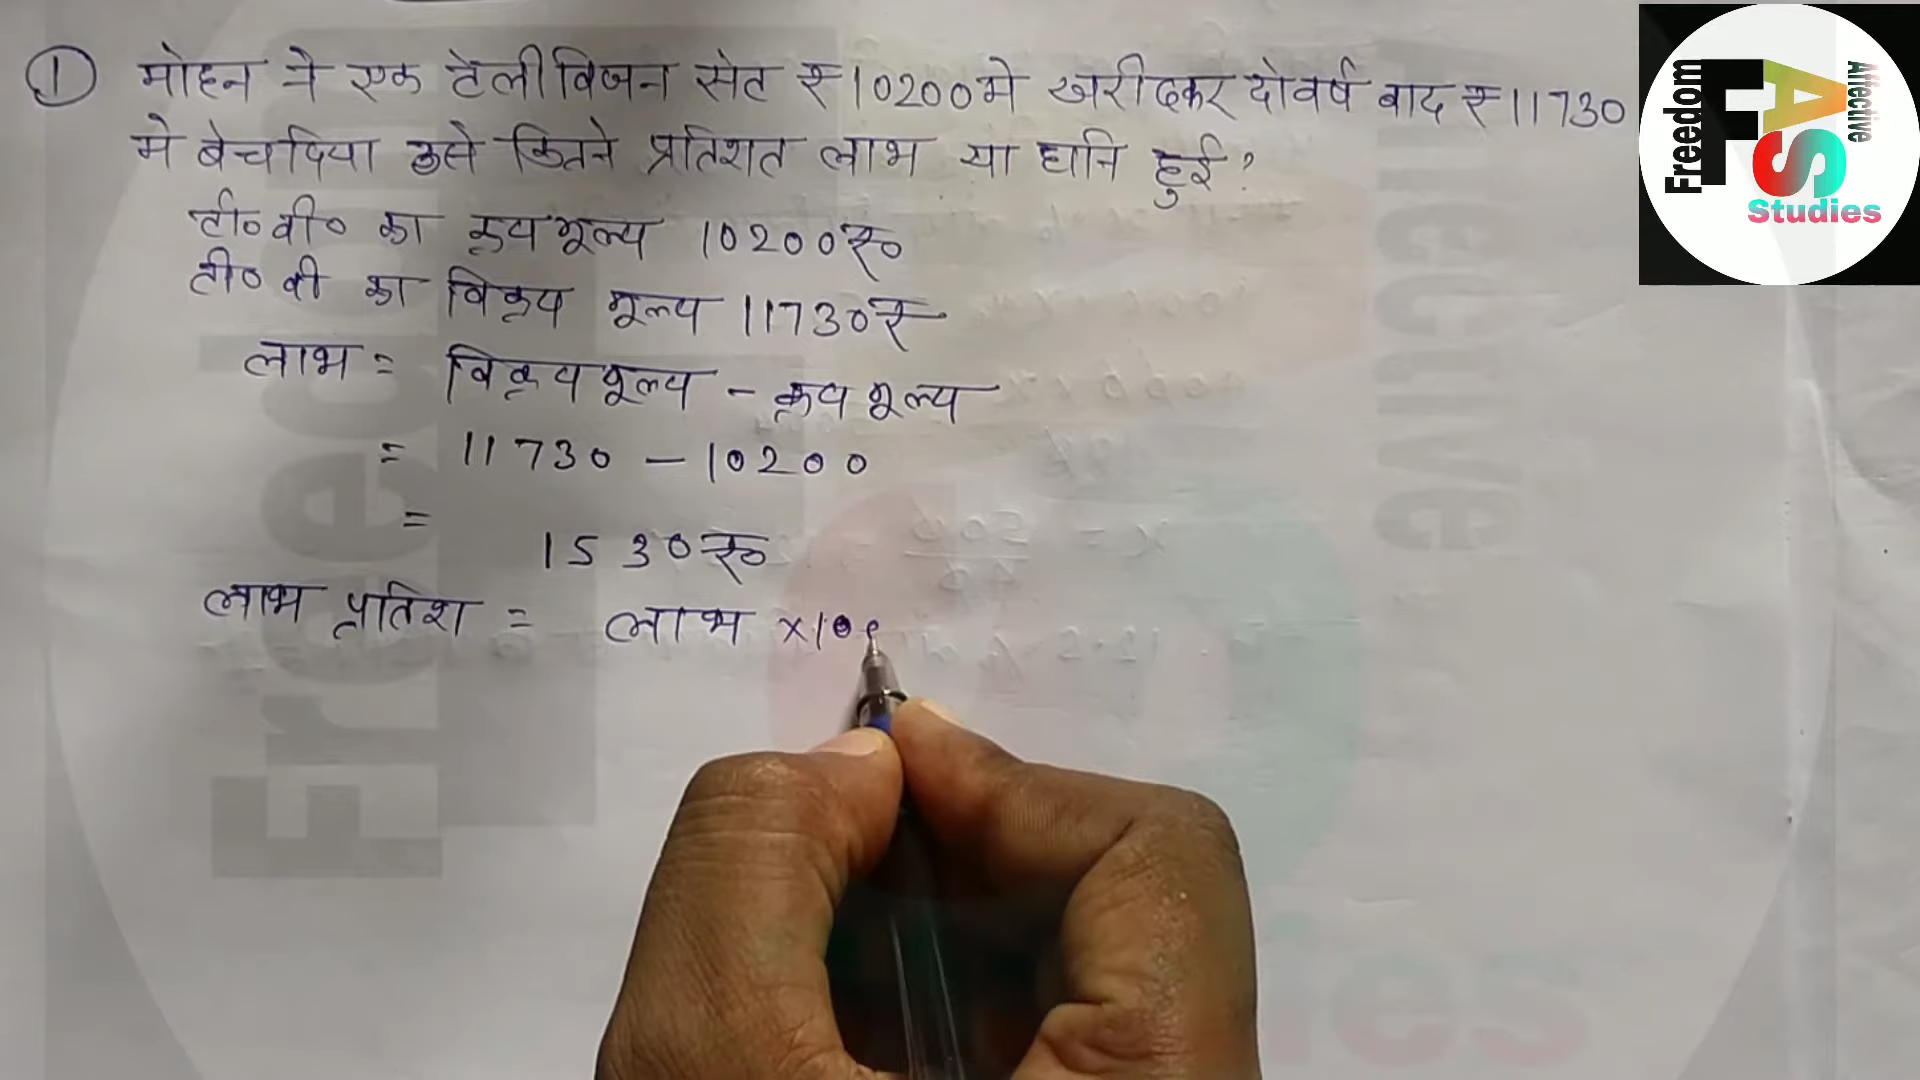 ① मोहन ने एक टेलीविजन सेट ₹10200 मे खरीदकर दो वर्ष बाद ₹11730
मे बेच दिया उसे कितने प्रतिशत लाभ या हानि हुई?
टी० वी० का क्रय मूल्य 10200 रू०
टी० वी का विक्रय मूल्य 11730 रू
लाभ = विक्रय मूल्य - क्रय मूल्य
= 11730 - 10200
= 1530 रू०
लाभ प्रतिश = लाभ ×100
Freedom
Affective
F A S
Studies